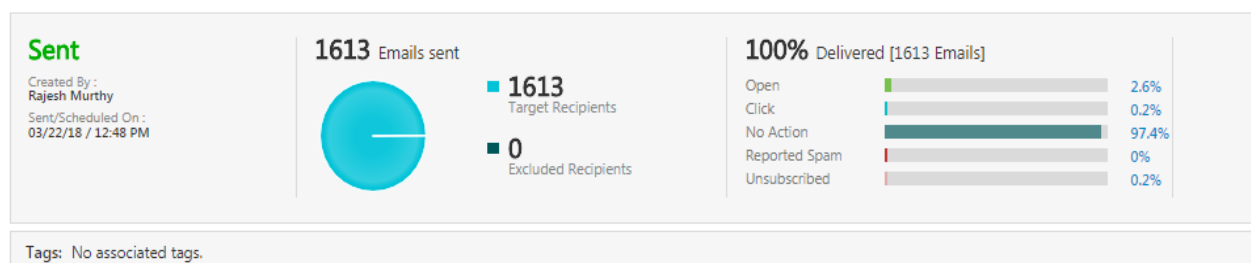 Sent
Created By :
Rajesh Murthy
Sent/Scheduled On :
03/22/18 / 12:48 PM
1613 Emails sent
1613
Target Recipients
0
Excluded Recipients
100% Delivered [1613 Emails]
Open 2.6%
Click 0.2%
No Action 97.4%
Reported Spam 0%
Unsubscribed 0.2%
Tags: No associated tags.